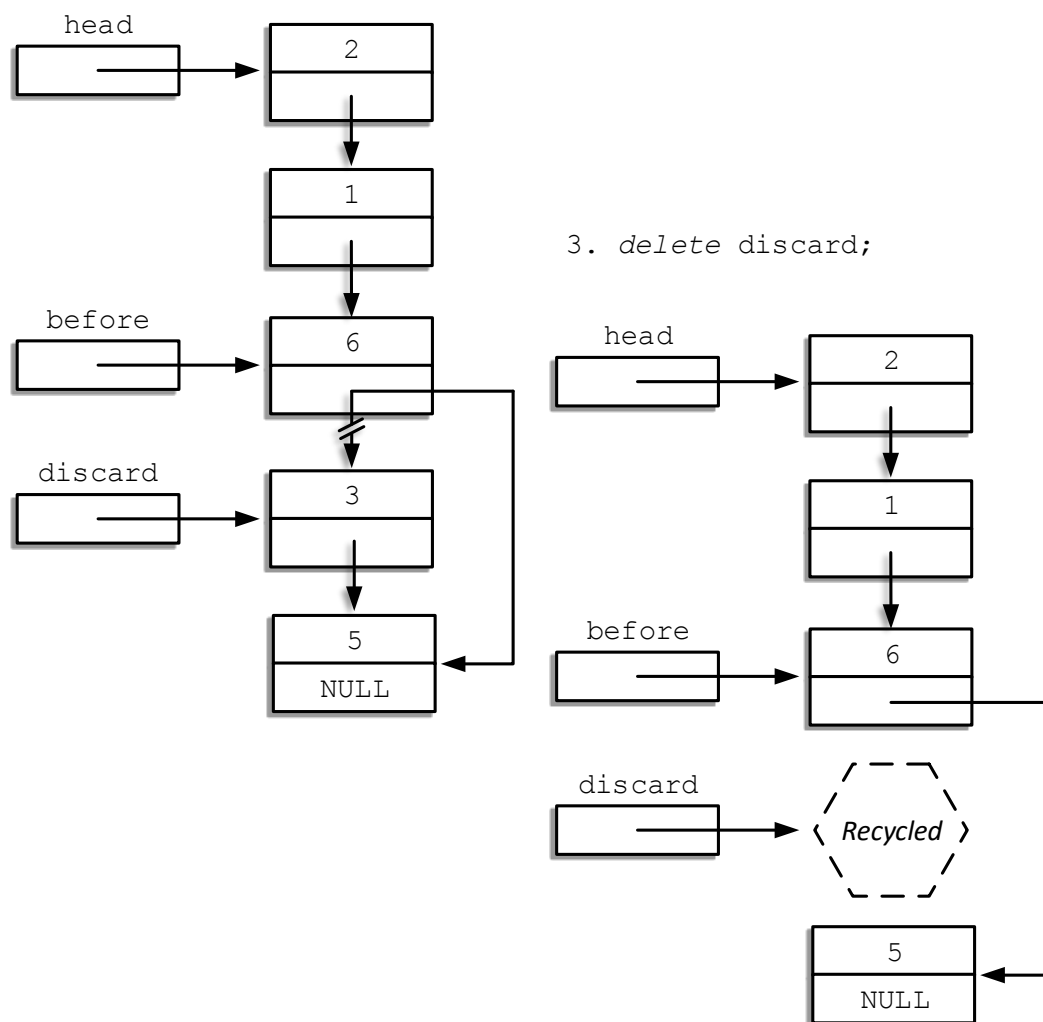 head
2
1
before
6
discard
3
5
NULL
3. delete discard;
head
2
1
before
6
discard
Recycled
5
NULL